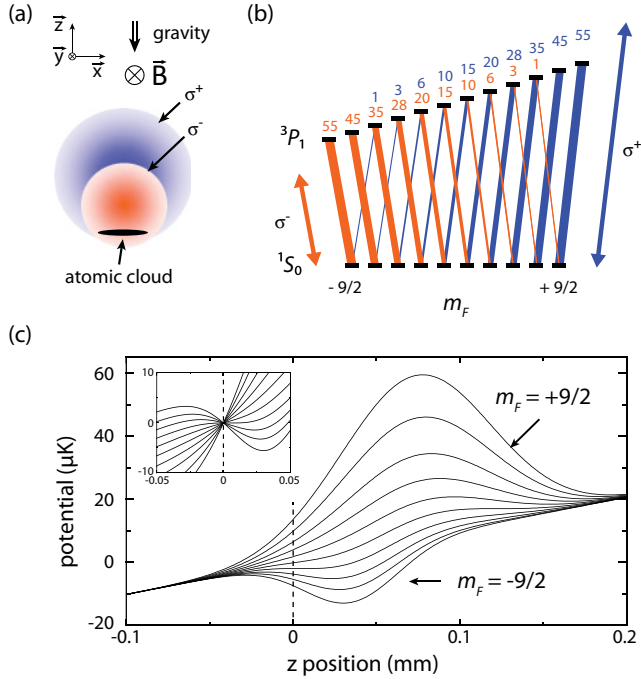 (a)
z
y
x
gravity
B
σ+
σ-
atomic cloud
(b)
1 3 6 10 15 20 28 35 45 55
55 45 35 28 20 15 10 6 3 1
³P₁
σ-
σ+
¹S₀
- 9/2
+ 9/2
mF
(c)
potential (μK)
60
40
20
0
-20
10
0
-10
-0.05
0
0.05
mF = +9/2
mF = -9/2
-0.1
0
0.1
0.2
z position (mm)